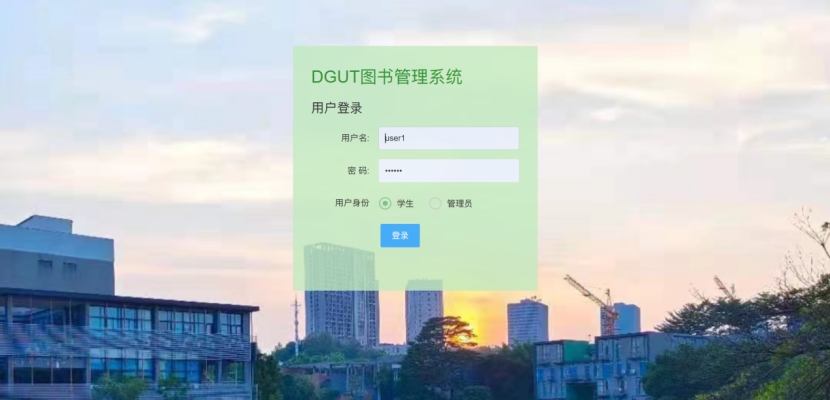 DGUT图书管理系统
用户登录
用户名: user1
密 码: ••••••
用户身份 学生 管理员
登录